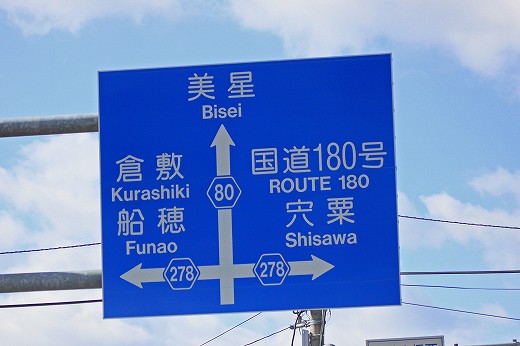 美星
Bisei
倉敷
Kurashiki
船穂
Funao
国道180号
ROUTE 180
宍粟
Shisawa
80
278
278